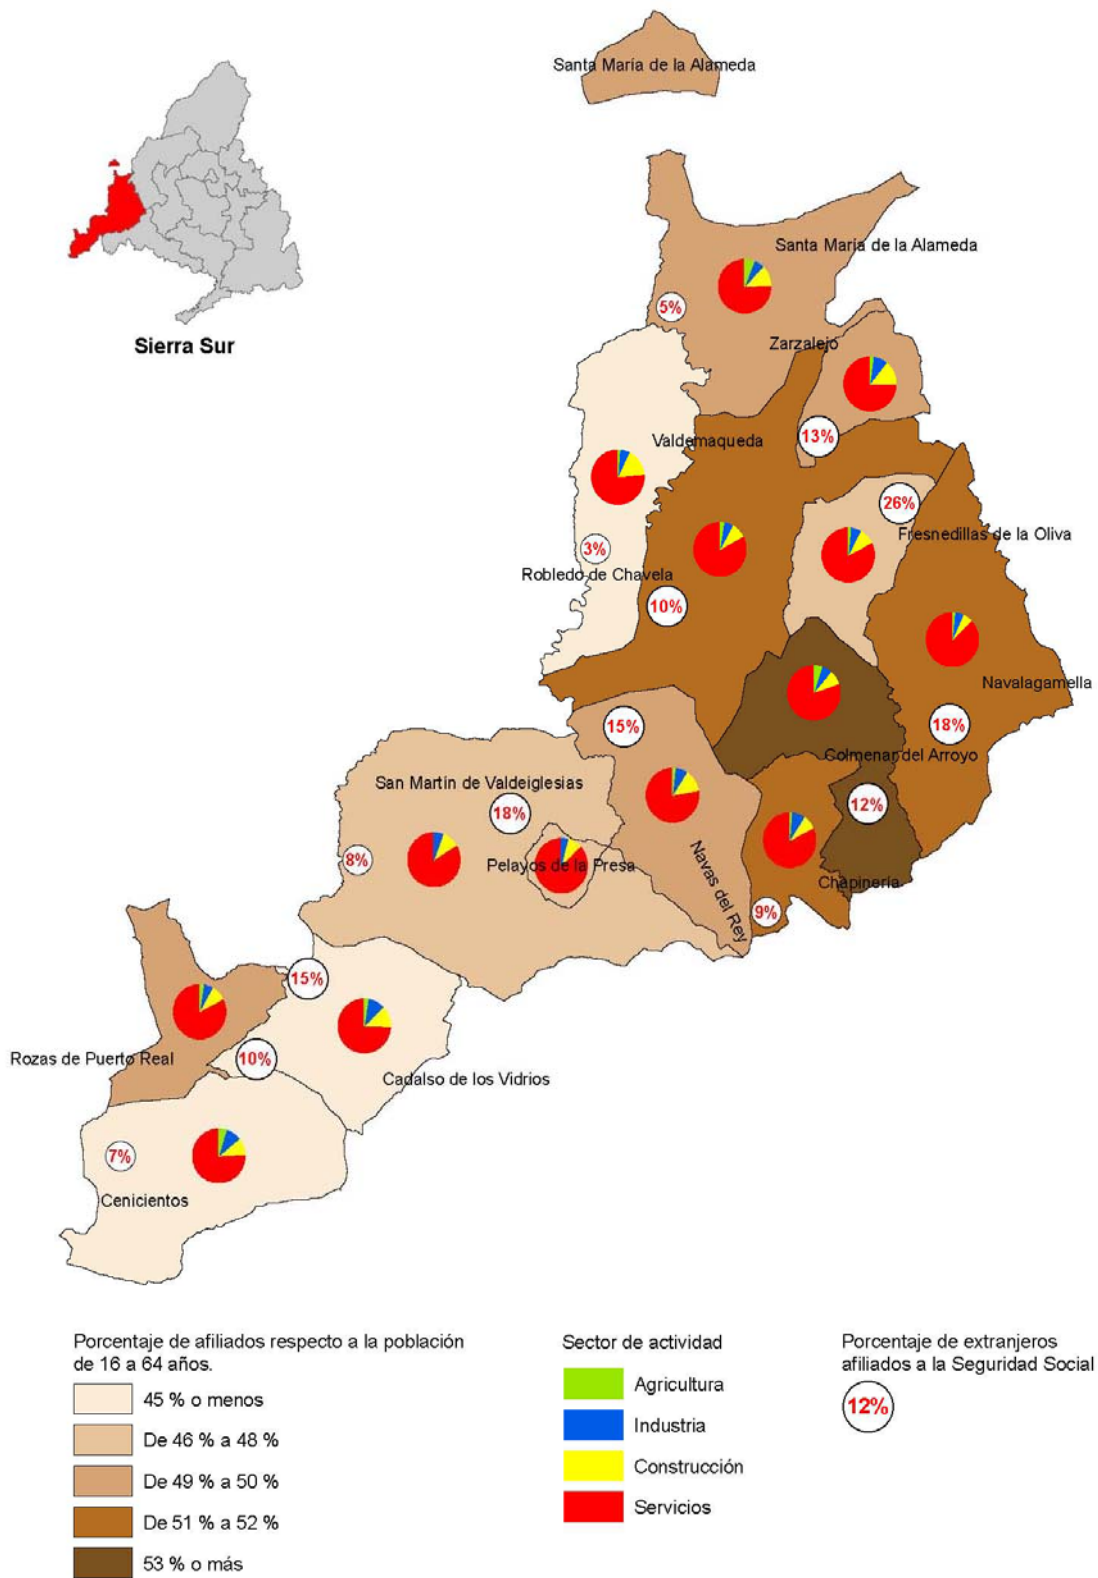 Santa María de la Alameda
Santa María de la Alameda
Sierra Sur
5%
Zarzalejo
13%
Valdemaqueda
26%
Fresnedillas de la Oliva
3%
Robledo de Chavela
10%
Navalagamella
15%
18%
Colmenar del Arroyo
San Martín de Valdeiglesias
18%
12%
8%
Pelayos de la Presa
Navas del Rey
Chapinería
9%
15%
Rozas de Puerto Real
10%
Cadalso de los Vidrios
7%
Cenicientos
Porcentaje de afiliados respecto a la población
de 16 a 64 años.
45 % o menos
De 46 % a 48 %
De 49 % a 50 %
De 51 % a 52 %
53 % o más
Sector de actividad
Agricultura
Industria
Construcción
Servicios
Porcentaje de extranjeros
afiliados a la Seguridad Social
12%